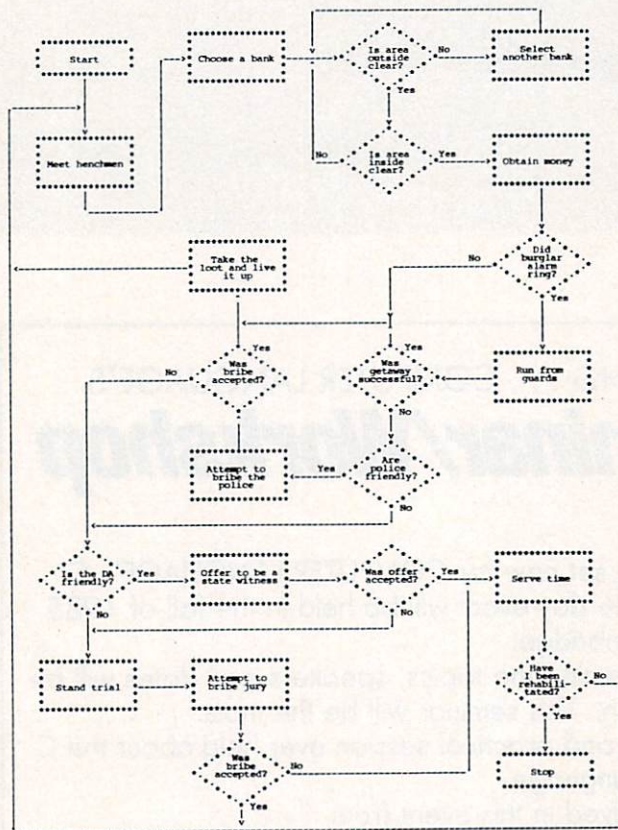 Start
Choose a bank
Is area
outside
clear?
No
Select
another bank
Yes
Meet henchmen
No
Is area
inside
clear?
Yes
Obtain money
Take the
loot and live
it up
No
Did
burglar
alarm
ring?
Yes
Yes
Yes
No
Was
bribe
accepted?
Was
getaway
successful?
Run from
guards
No
Attempt to
bribe the
police
Yes
Are
police
friendly?
No
Is the DA
friendly?
Yes
Offer to be a
state witness
Was offer
accepted?
Yes
Serve time
No
No
Stand trial
Attempt to
bribe jury
Have
I been
rehabili
tated?
No
Yes
Was
bribe
accepted?
No
Stop
Yes